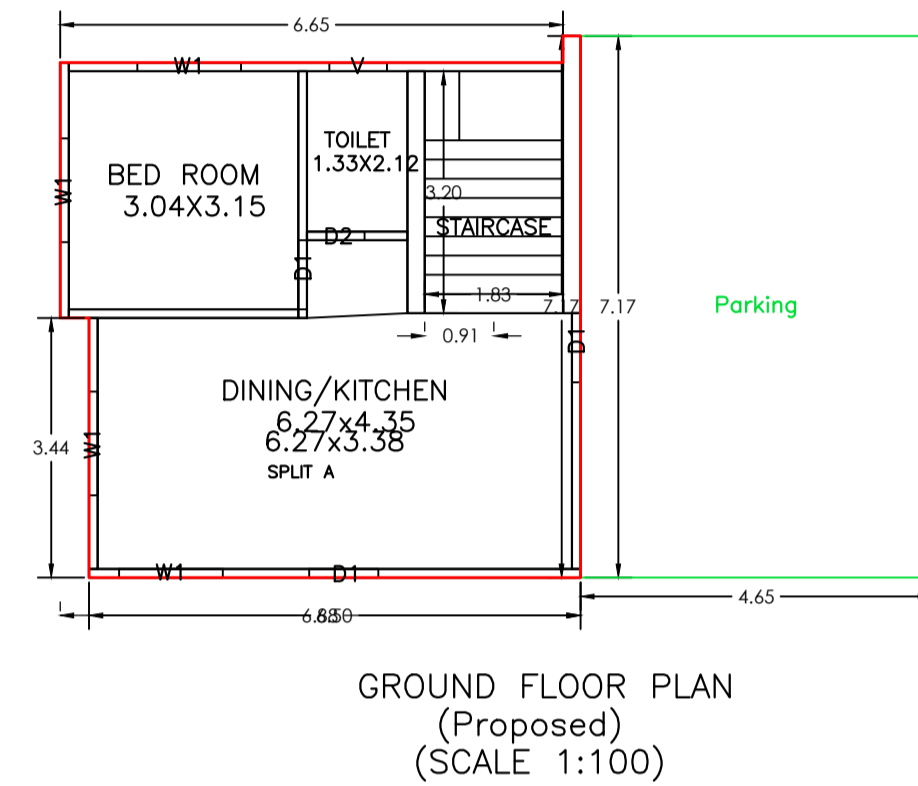 6.65
W1
V
BED ROOM
3.04X3.15
TOILET
1.33X2.12
W1
3.20
STAIRCASE
D2
D1
1.83
7.17
7.17
Parking
0.91
D1
DINING/KITCHEN
6.27x4.35
6.27x3.38
SPLIT A
3.44
W1
W1
D1
4.65
GROUND FLOOR PLAN
(Proposed)
(SCALE 1:100)